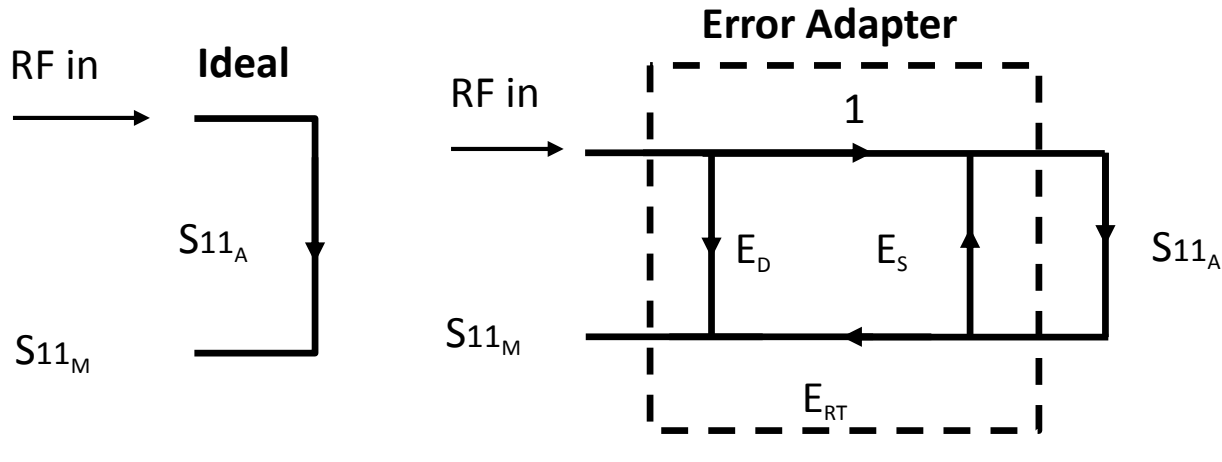 RF in
Ideal
S11A
S11M
Error Adapter
RF in
1
ED
ES
S11A
S11M
ERT